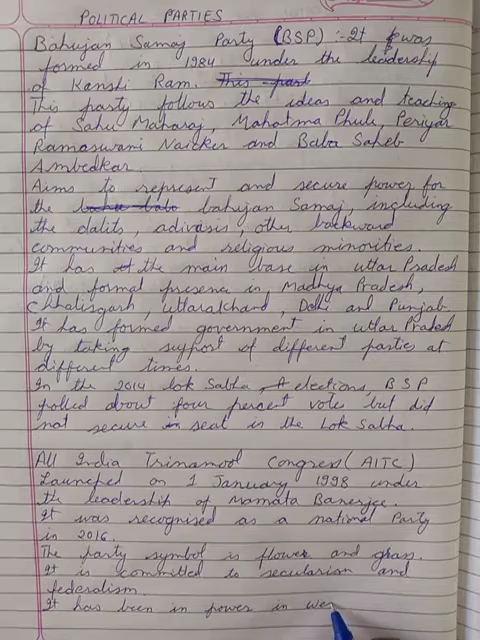 POLITICAL PARTIES
Bahujan Samaj Party (BSP) :- It was
formed in 1984 under the leadership
of Kanshi Ram. This part
This party follows the ideas and teaching
of Sahu Maharaj, Mahatma Phule, Periyar
Ramaswani Naicker and Baba Saheb
Ambedkar.
Aims to represent and secure power for
the bahujan Samaj, including
the dalits, adivasis, other backward
communities and religious minorities.
It has the main base in uttar Pradesh
and formal presence in, Madhya Pradesh,
Chhatisgarh, uttarakhand, Delhi and Punjab.
It has formed government in uttar Pradesh
by taking support of different parties at
different times.
In the 2014 lok Sabha, elections, BSP
polled about four percent vote but did
not secure seat in the Lok Sabha.
All India Trinamool Congress (AITC)
Launched on 1 January 1998 under
the leadership of Mamata Banerjee.
It was recognised as a national Party
in 2016.
The party symbol is flower and grass.
It is committed to secularism and
federalism.
It has been in power in wes